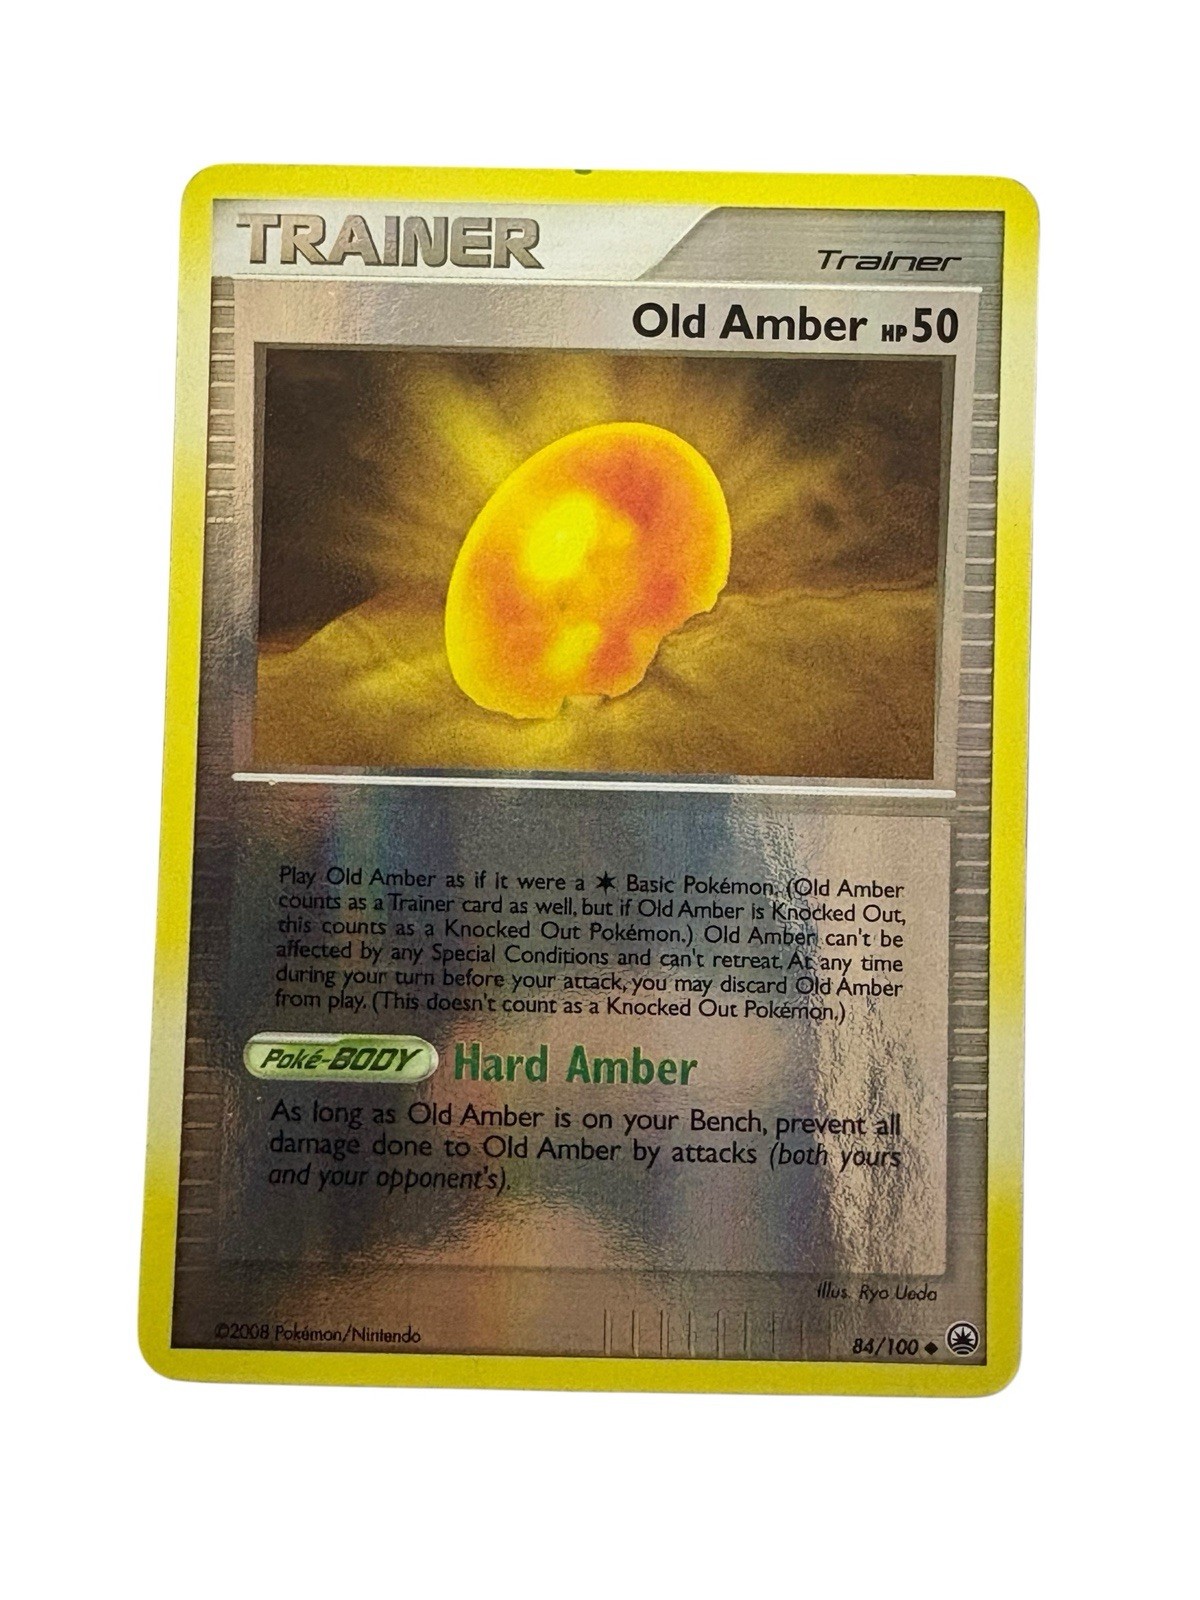 TRAINER
Trainer
Old Amber HP 50
Play Old Amber as if it were a ✶ Basic Pokémon. (Old Amber
counts as a Trainer card as well, but if Old Amber is Knocked Out,
this counts as a Knocked Out Pokémon.) Old Amber can't be
affected by any Special Conditions and can't retreat. At any time
during your turn before your attack, you may discard Old Amber
from play. (This doesn't count as a Knocked Out Pokémon.)
Poké-BODY Hard Amber
As long as Old Amber is on your Bench, prevent all
damage done to Old Amber by attacks (both yours
and your opponent's).
Illus. Ryo Ueda
©2008 Pokémon/Nintendo
84/100 ◆